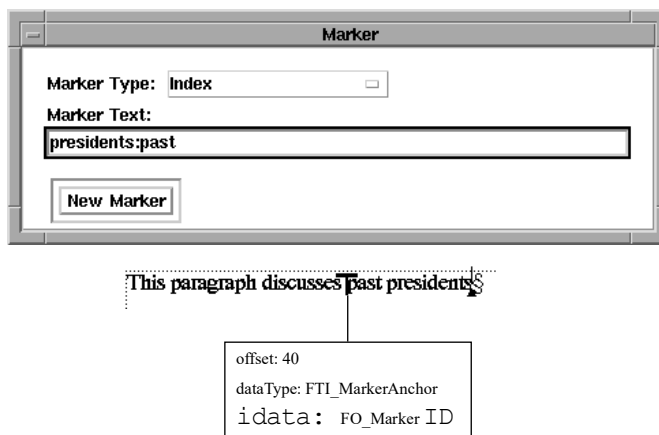 Marker
Marker Type: Index
Marker Text:
presidents:past
New Marker
This paragraph discusses past presidents§
offset: 40
dataType: FTI_MarkerAnchor
idata: FO_Marker ID